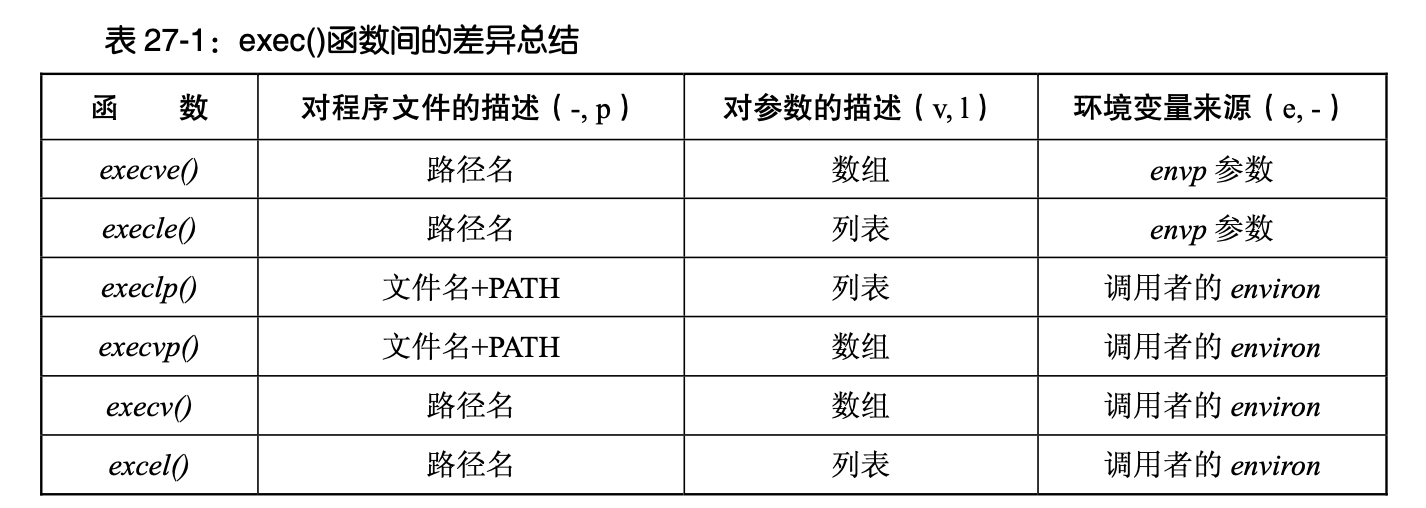 表 27-1：exec()函数间的差异总结
函 数 对程序文件的描述（-, p） 对参数的描述（v, l） 环境变量来源（e, -）
execve() 路径名 数组 envp 参数
execle() 路径名 列表 envp 参数
execlp() 文件名+PATH 列表 调用者的 environ
execvp() 文件名+PATH 数组 调用者的 environ
execv() 路径名 数组 调用者的 environ
excel() 路径名 列表 调用者的 environ